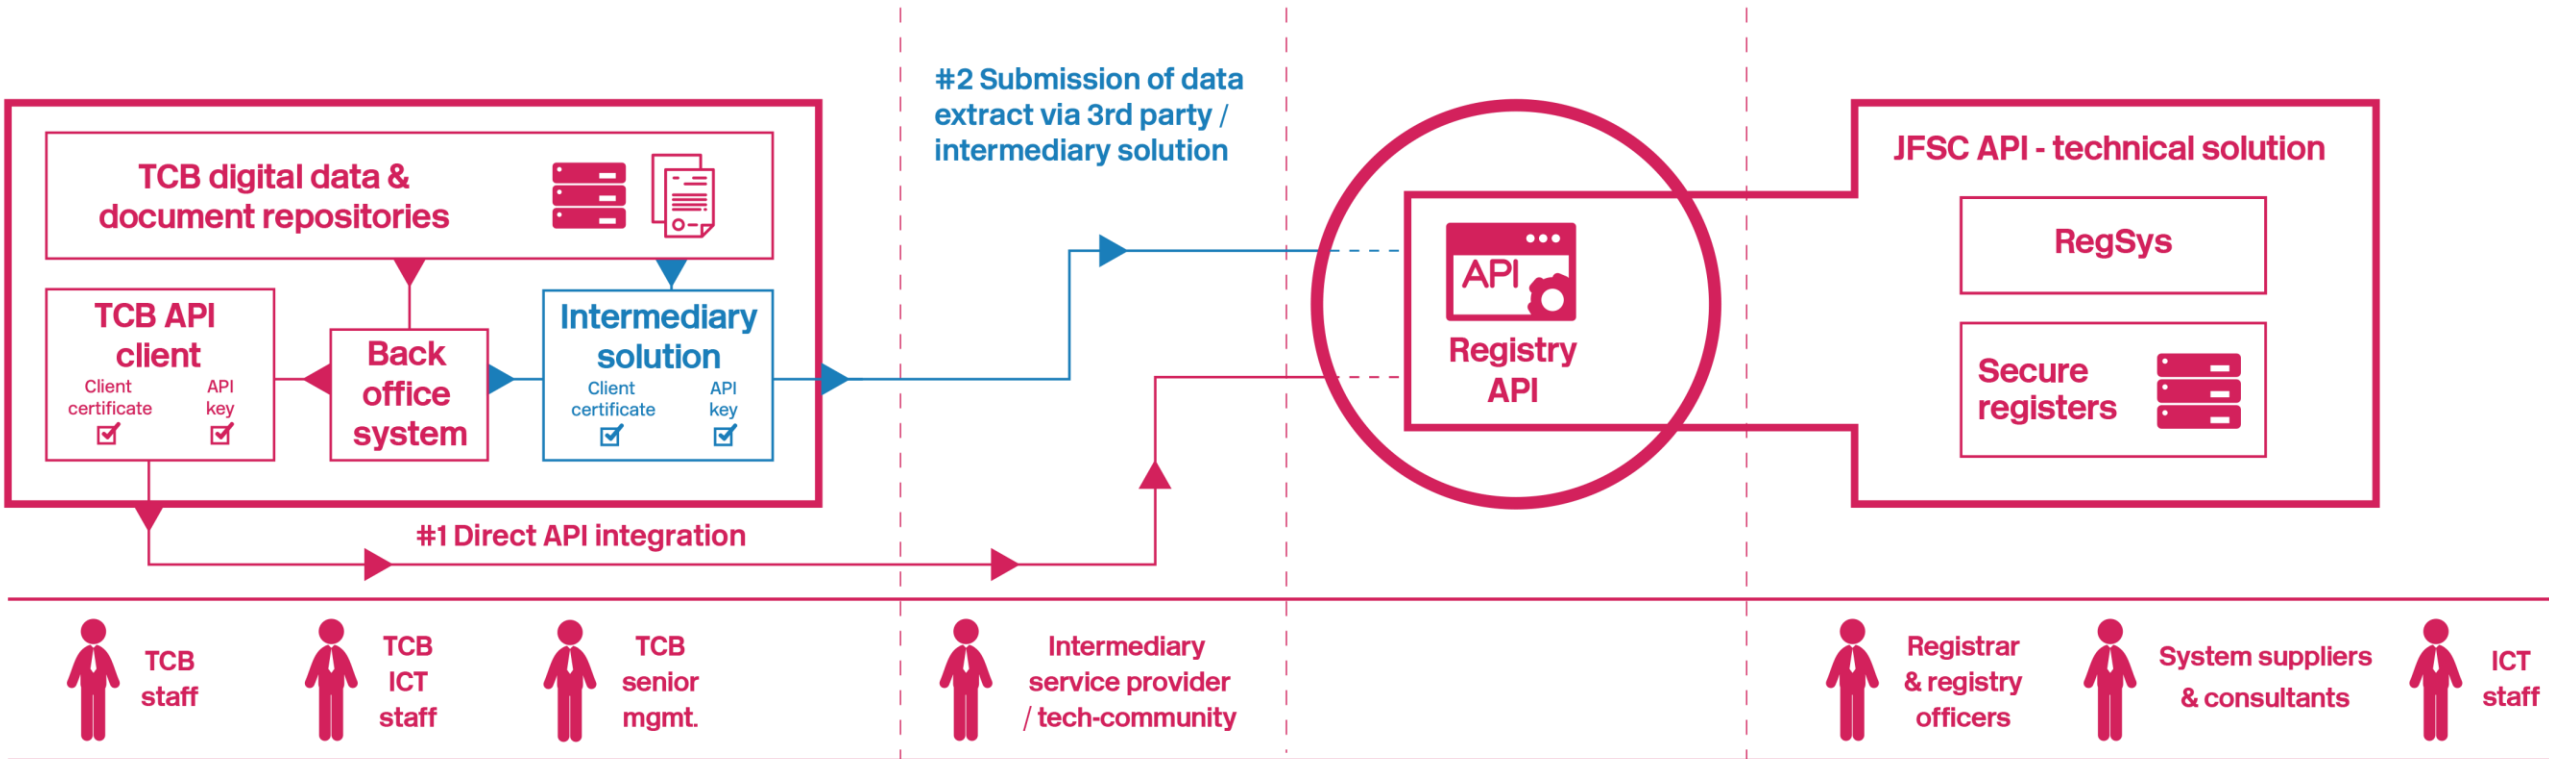 #2 Submission of data
extract via 3rd party /
intermediary solution
TCB digital data &
document repositories
TCB API
client
Client
certificate
API
key
Back
office
system
Intermediary
solution
Client
certificate
API
key
#1 Direct API integration
API
Registry
API
JFSC API - technical solution
RegSys
Secure
registers
TCB
staff
TCB
ICT
staff
TCB
senior
mgmt.
Intermediary
service provider
/ tech-community
Registrar
& registry
officers
System suppliers
& consultants
ICT
staff